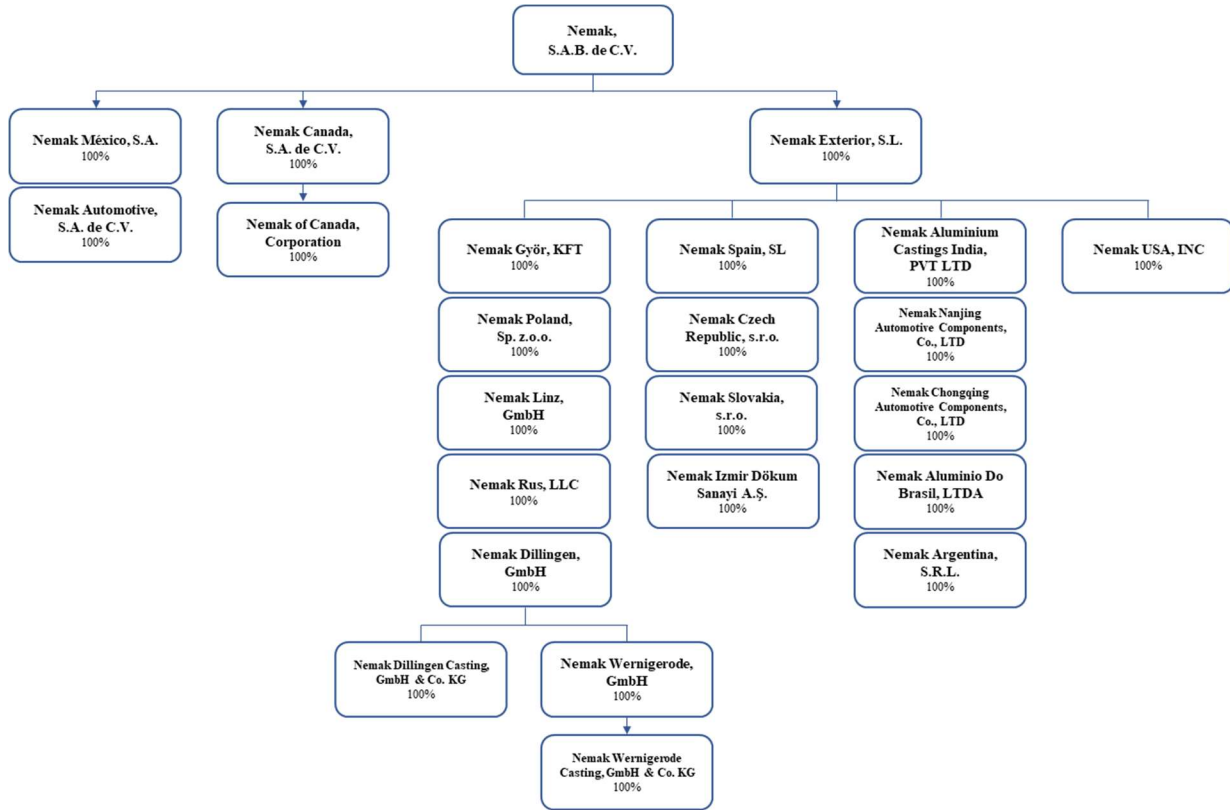 Nemak,
S.A.B. de C.V.
Nemak México, S.A.
100%
Nemak Canada,
S.A. de C.V.
100%
Nemak Exterior, S.L.
100%
Nemak Automotive,
S.A. de C.V.
100%
Nemak of Canada,
Corporation
100%
Nemak Györ, KFT
100%
Nemak Spain, SL
100%
Nemak Aluminium
Castings India,
PVT LTD
100%
Nemak USA, INC
100%
Nemak Poland,
Sp. z.o.o.
100%
Nemak Czech
Republic, s.r.o.
100%
Nemak Nanjing
Automotive Components,
Co., LTD
100%
Nemak Linz,
GmbH
100%
Nemak Slovakia,
s.r.o.
100%
Nemak Chongqing
Automotive Components,
Co., LTD
100%
Nemak Rus, LLC
100%
Nemak Izmir Dökum
Sanayi A.Ş.
100%
Nemak Aluminio Do
Brasil, LTDA
100%
Nemak Dillingen,
GmbH
100%
Nemak Argentina,
S.R.L.
100%
Nemak Dillingen Casting,
GmbH & Co. KG
100%
Nemak Wernigerode,
GmbH
100%
Nemak Wernigerode
Casting, GmbH & Co. KG
100%